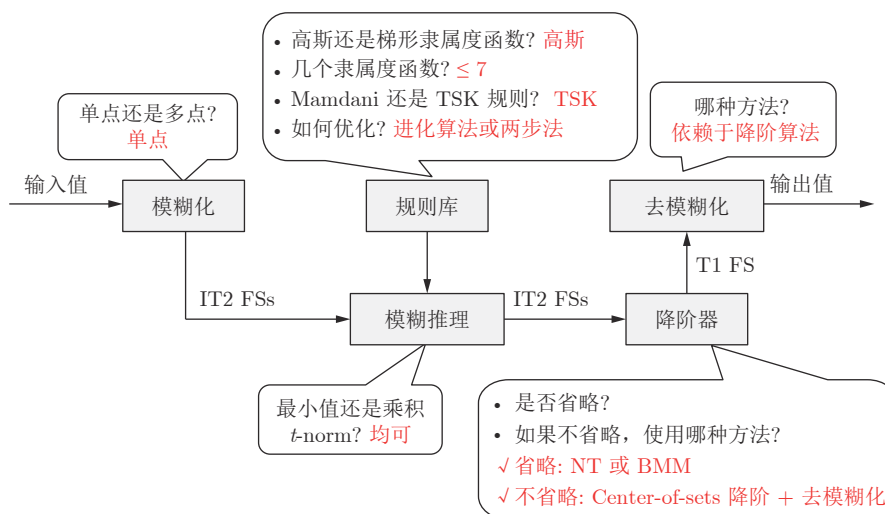 • 高斯还是梯形隶属度函数? 高斯
• 几个隶属度函数? ≤ 7
• Mamdani 还是 TSK 规则? TSK
• 如何优化? 进化算法或两步法
单点还是多点?
单点
哪种方法?
依赖于降阶算法
输入值
模糊化
规则库
去模糊化
输出值
IT2 FSs
模糊推理
IT2 FSs
降阶器
T1 FS
最小值还是乘积
t-norm? 均可
• 是否省略?
• 如果不省略, 使用哪种方法?
√ 省略: NT 或 BMM
√ 不省略: Center-of-sets 降阶 + 去模糊化